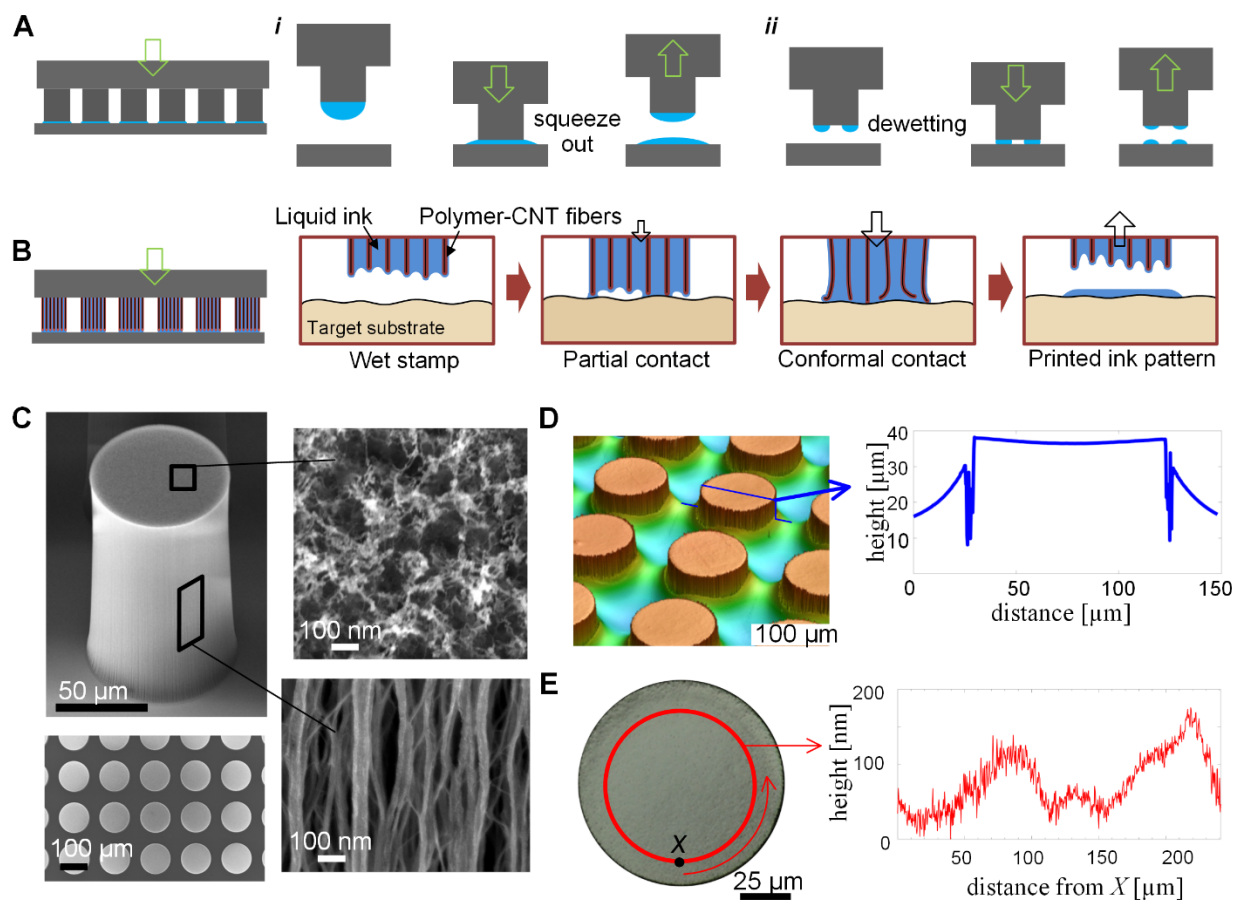 A
i
ii
squeeze
out
dewetting
B
Liquid ink
Polymer-CNT fibers
Target substrate
Wet stamp
Partial contact
Conformal contact
Printed ink pattern
C
50 µm
100 nm
100 µm
100 nm
D
100 µm
height [µm]
40
30
20
10
0
50
100
150
distance [µm]
E
X
25 µm
height [nm]
200
100
0
50
100
150
200
distance from X [µm]